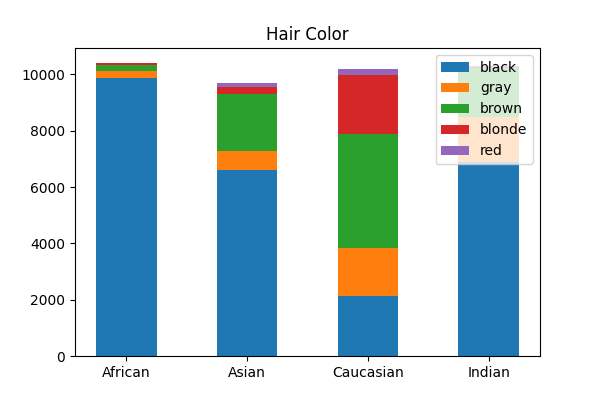 Hair Color
10000
8000
6000
4000
2000
0
African Asian Caucasian Indian
black
gray
brown
blonde
red